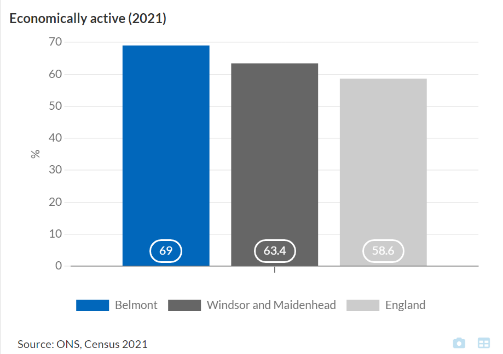 Economically active (2021)
70
60
50
40
30
20
10
0
%
69
63.4
58.6
Belmont
Windsor and Maidenhead
England
Source: ONS, Census 2021